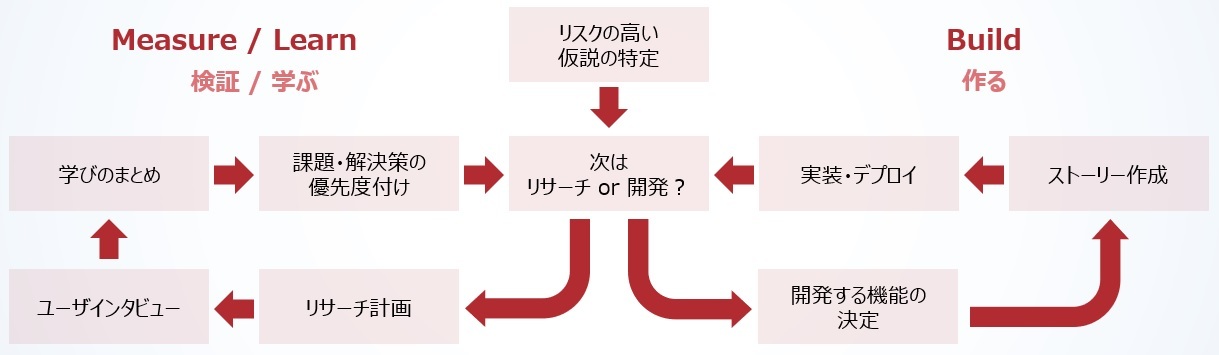 Measure / Learn
検証 / 学ぶ
リスクの高い
仮説の特定
Build
作る
学びのまとめ
課題・解決策の
優先度付け
次は
リサーチ or 開発？
実装・デプロイ
ストーリー作成
ユーザインタビュー
リサーチ計画
開発する機能の
決定